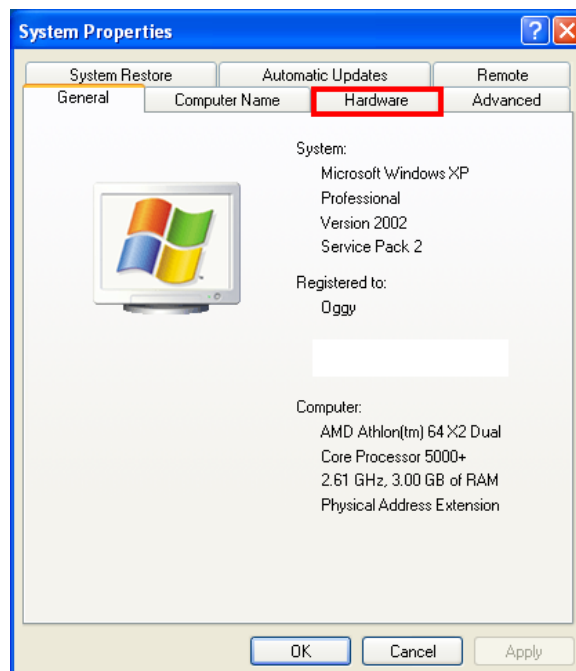 System Properties
System Restore Automatic Updates Remote
General Computer Name Hardware Advanced
System:
Microsoft Windows XP
Professional
Version 2002
Service Pack 2
Registered to:
Oggy
Computer:
AMD Athlon(tm) 64 X2 Dual
Core Processor 5000+
2.61 GHz, 3.00 GB of RAM
Physical Address Extension
OK Cancel Apply